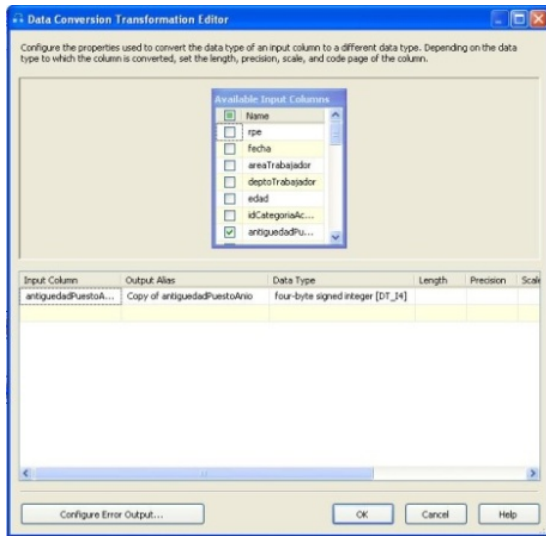 Data Conversion Transformation Editor
Configure the properties used to convert the data type of an input column to a different data type. Depending on the data
type to which the column is converted, set the length, precision, scale, and code page of the column.
Available Input Columns
Name
rpe
fecha
areaTrabajador
deptoTrabajador
edad
idCategoriaAc...
antiguedadPu...
Input Column Output Alias Data Type Length Precision Scale
antiguedadPuestoA... Copy of antiguedadPuestoAnio four-byte signed integer [DT_I4]
Configure Error Output... OK Cancel Help